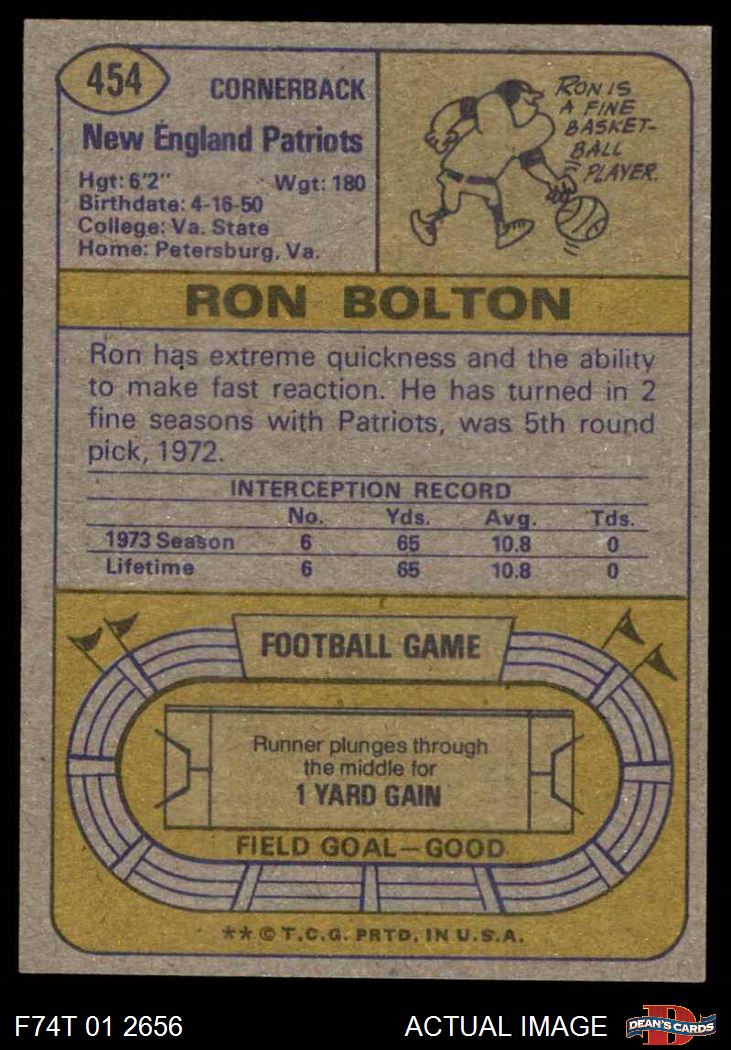 454
CORNERBACK
New England Patriots
Hgt: 6'2" Wgt: 180
Birthdate: 4-16-50
College: Va. State
Home: Petersburg, Va.
RON IS
A FINE
BASKET-
BALL
PLAYER.
RON BOLTON
Ron has extreme quickness and the ability
to make fast reaction. He has turned in 2
fine seasons with Patriots, was 5th round
pick, 1972.
INTERCEPTION RECORD
No. Yds. Avg. Tds.
1973 Season 6 65 10.8 0
Lifetime 6 65 10.8 0
FOOTBALL GAME
Runner plunges through
the middle for
1 YARD GAIN
FIELD GOAL—GOOD
** © T.C.G. PRTD. IN U.S.A.
F74T 01 2656 ACTUAL IMAGE DEAN'S CARDS